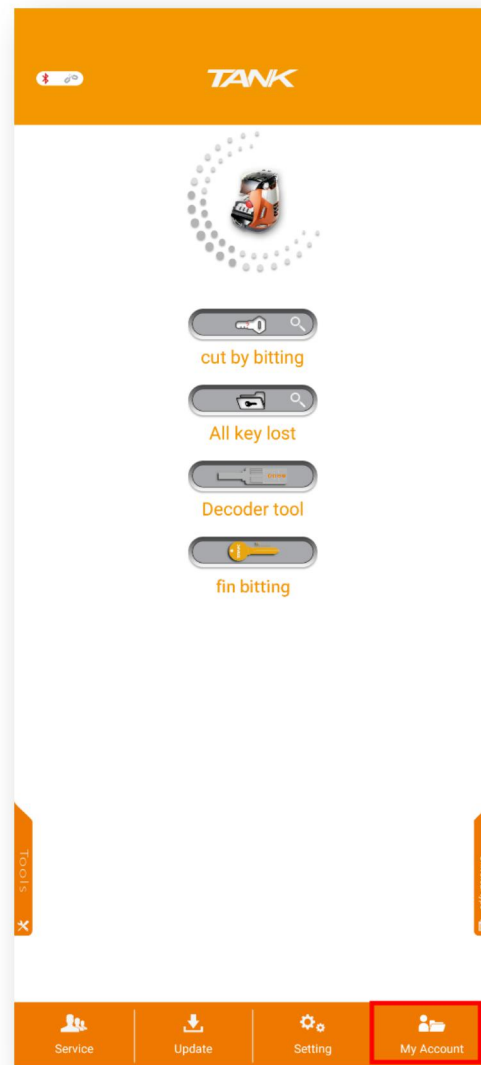 TANK
cut by bitting
All key lost
Decoder tool
fin bitting
Tools
Service
Update
Setting
My Account